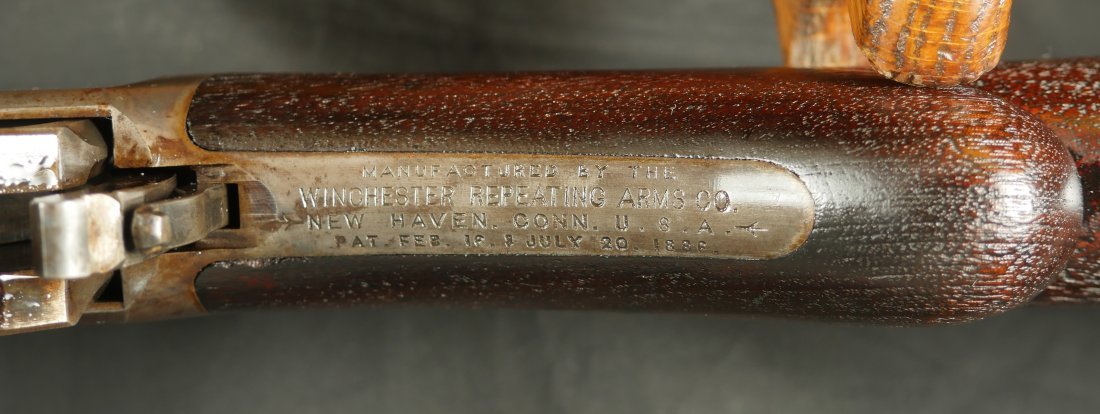 MANUFACTURED BY THE
WINCHESTER REPEATING ARMS CO.
NEW HAVEN. CONN. U. S. A.
PAT. FEB. 16. & JULY 20. 1886.